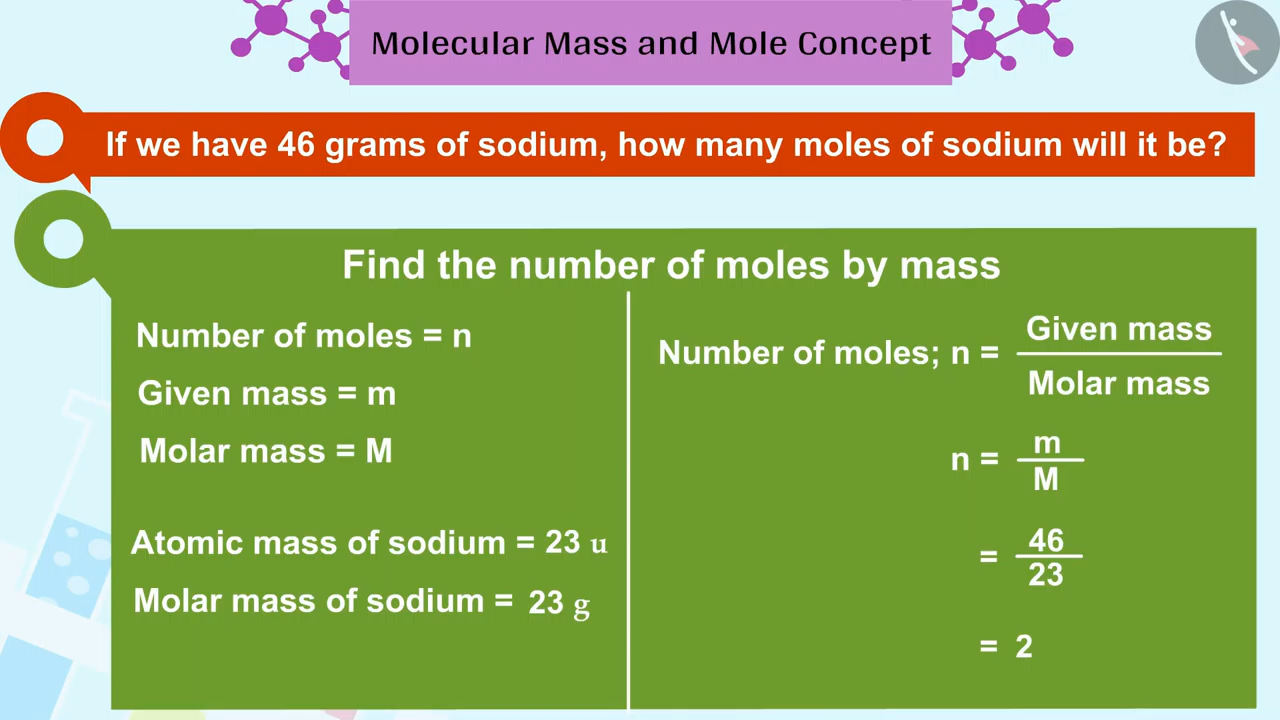 Molecular Mass and Mole Concept
If we have 46 grams of sodium, how many moles of sodium will it be?
Find the number of moles by mass
Number of moles = n
Given mass = m
Molar mass = M
Atomic mass of sodium = 23 u
Molar mass of sodium = 23 g
Number of moles; n = Given mass / Molar mass
n = m / M
= 46 / 23
= 2